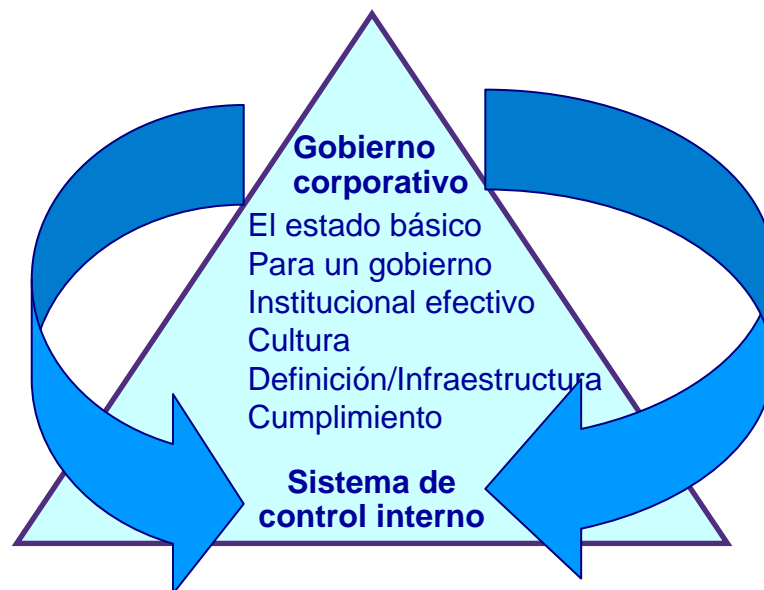 Gobierno
corporativo
El estado básico
Para un gobierno
Institucional efectivo
Cultura
Definición/Infraestructura
Cumplimiento
Sistema de
control interno